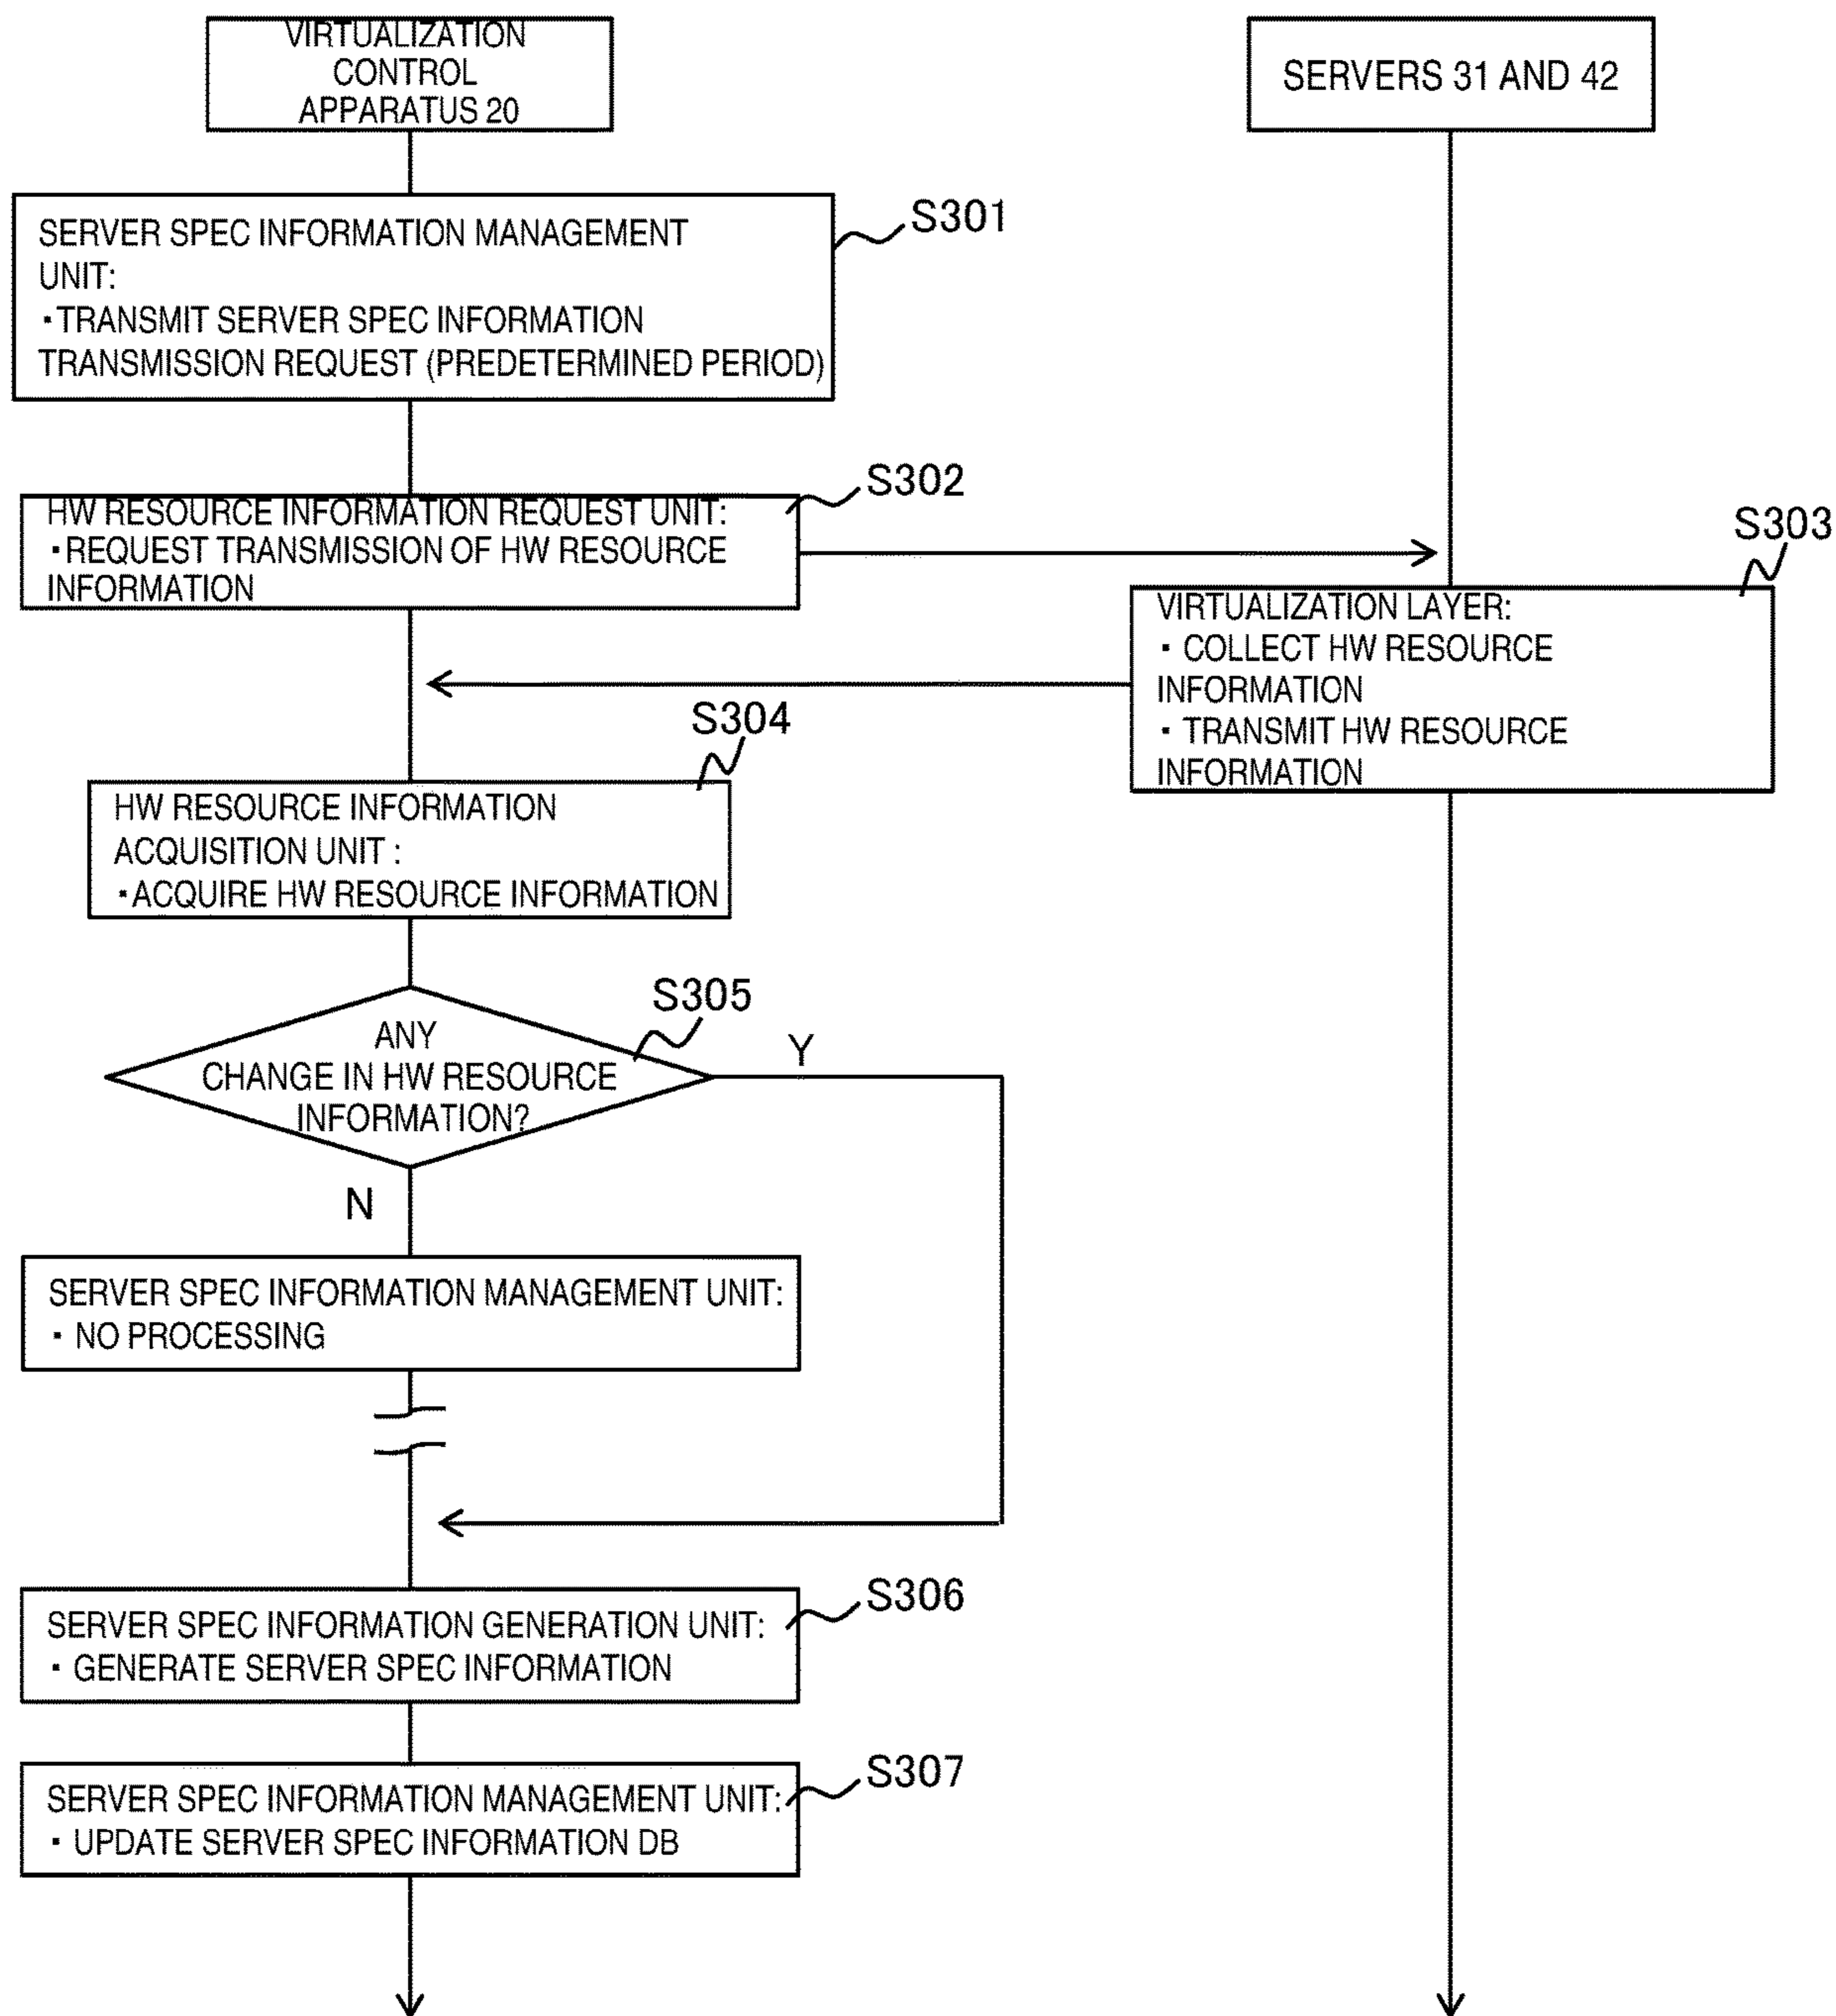 VIRTUALIZATION
CONTROL
APPARATUS 20
SERVERS 31 AND 42
SERVER SPEC INFORMATION MANAGEMENT
UNIT:
・TRANSMIT SERVER SPEC INFORMATION
TRANSMISSION REQUEST (PREDETERMINED PERIOD)
S301
HW RESOURCE INFORMATION REQUEST UNIT:
・REQUEST TRANSMISSION OF HW RESOURCE
INFORMATION
S302
S303
VIRTUALIZATION LAYER:
・ COLLECT HW RESOURCE
INFORMATION
・ TRANSMIT HW RESOURCE
INFORMATION
S304
HW RESOURCE INFORMATION
ACQUISITION UNIT :
・ACQUIRE HW RESOURCE INFORMATION
S305
ANY
CHANGE IN HW RESOURCE
INFORMATION?
Y
N
SERVER SPEC INFORMATION MANAGEMENT UNIT:
・ NO PROCESSING
S306
SERVER SPEC INFORMATION GENERATION UNIT:
・ GENERATE SERVER SPEC INFORMATION
S307
SERVER SPEC INFORMATION MANAGEMENT UNIT:
・ UPDATE SERVER SPEC INFORMATION DB